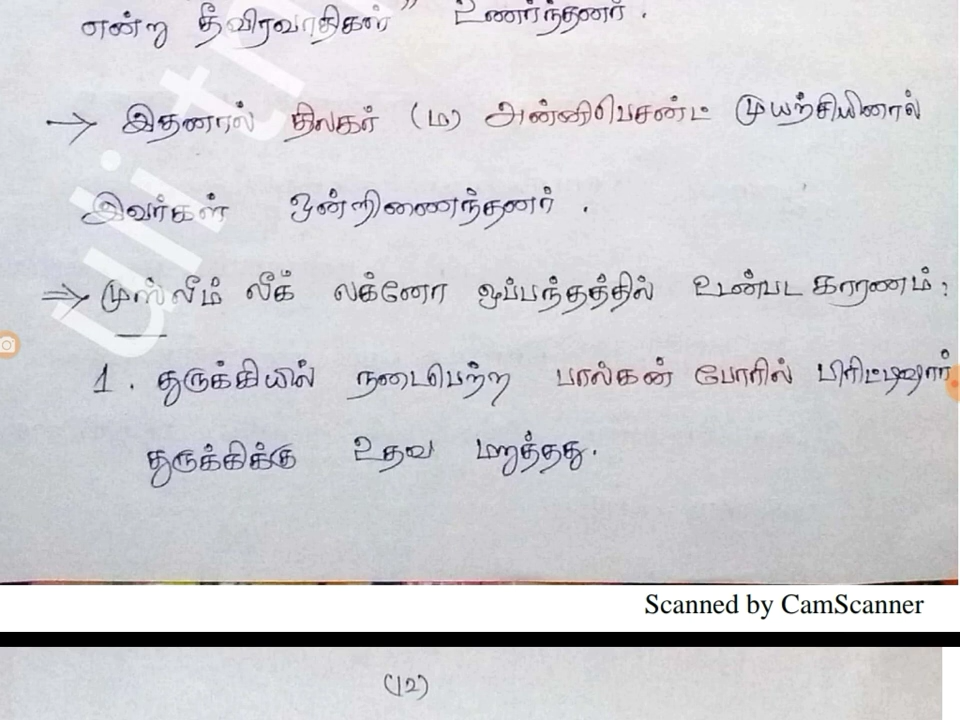 என்று தீவிரவாதிகள்” உணர்ந்தனர்.
→ இதனால் திலகர் (ம) அன்னிபெசன்ட் முயற்சியினால்
இவர்கள் ஒன்றிணைந்தனர்.
⇒ முஸ்லீம் லீக் லக்னோ ஒப்பந்தத்தில் உடன்பட காரணம்:
1. துருக்கியில் நடைபெற்ற பால்கன் போரில் பிரிட்டிஷார்
துருக்கிக்கு உதவ மறுத்தது.
Scanned by CamScanner
(12)